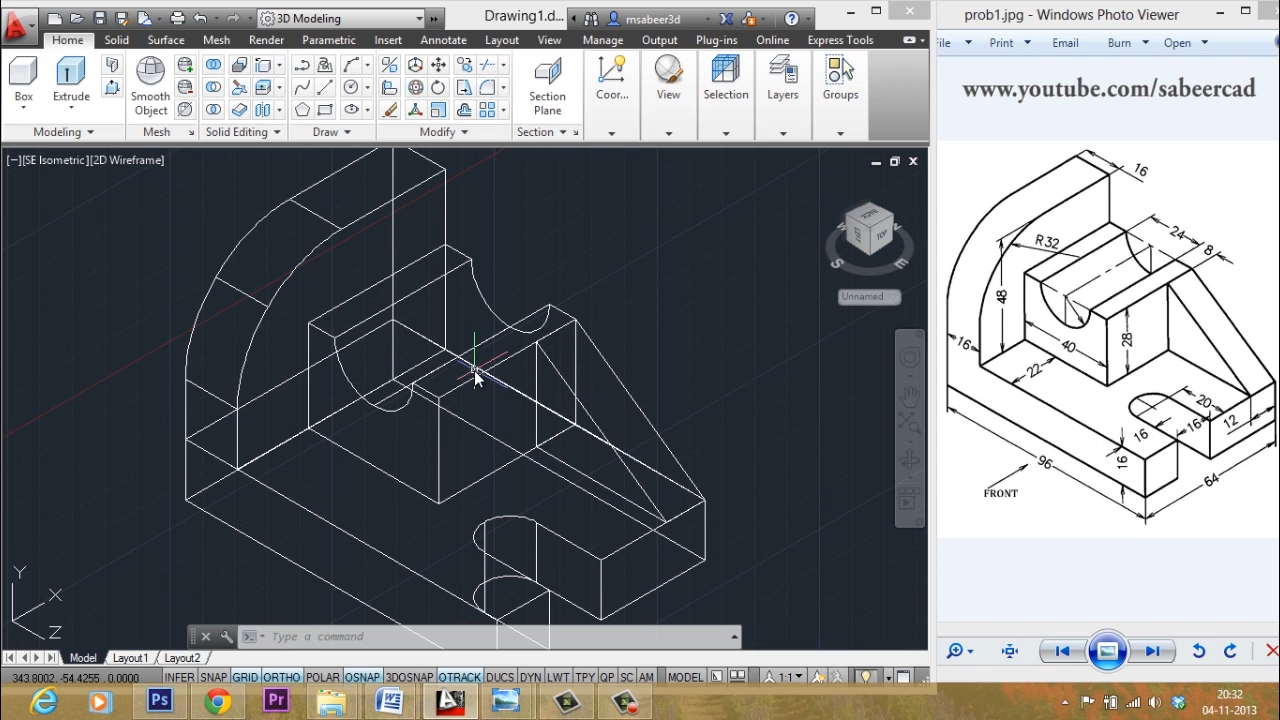 3D Modeling
Drawing1.d...
msabeer3d
Home
Solid
Surface
Mesh
Render
Parametric
Insert
Annotate
Layout
View
Manage
Output
Plug-ins
Online
Express Tools
Box
Extrude
Smooth
Object
Section
Plane
Coor...
View
Selection
Layers
Groups
Modeling
Mesh
Solid Editing
Draw
Modify
Section
[−][SE Isometric][2D Wireframe]
BACK
LEFT
TOP
S
E
Unnamed
Y
X
Z
Type a command
Model
Layout1
Layout2
343.8002, -54.4255, 0.0000
INFER
SNAP
GRID
ORTHO
POLAR
OSNAP
3DOSNAP
OTRACK
DUCS
DYN
LWT
TPY
QP
SC
AM
MODEL
1:1
prob1.jpg - Windows Photo Viewer
File
Print
Email
Burn
Open
www.youtube.com/sabeercad
16
24
8
R32
48
28
40
16
22
20
12
16
16
16
96
64
FRONT
Ps
Pr
20:32
04-11-2013